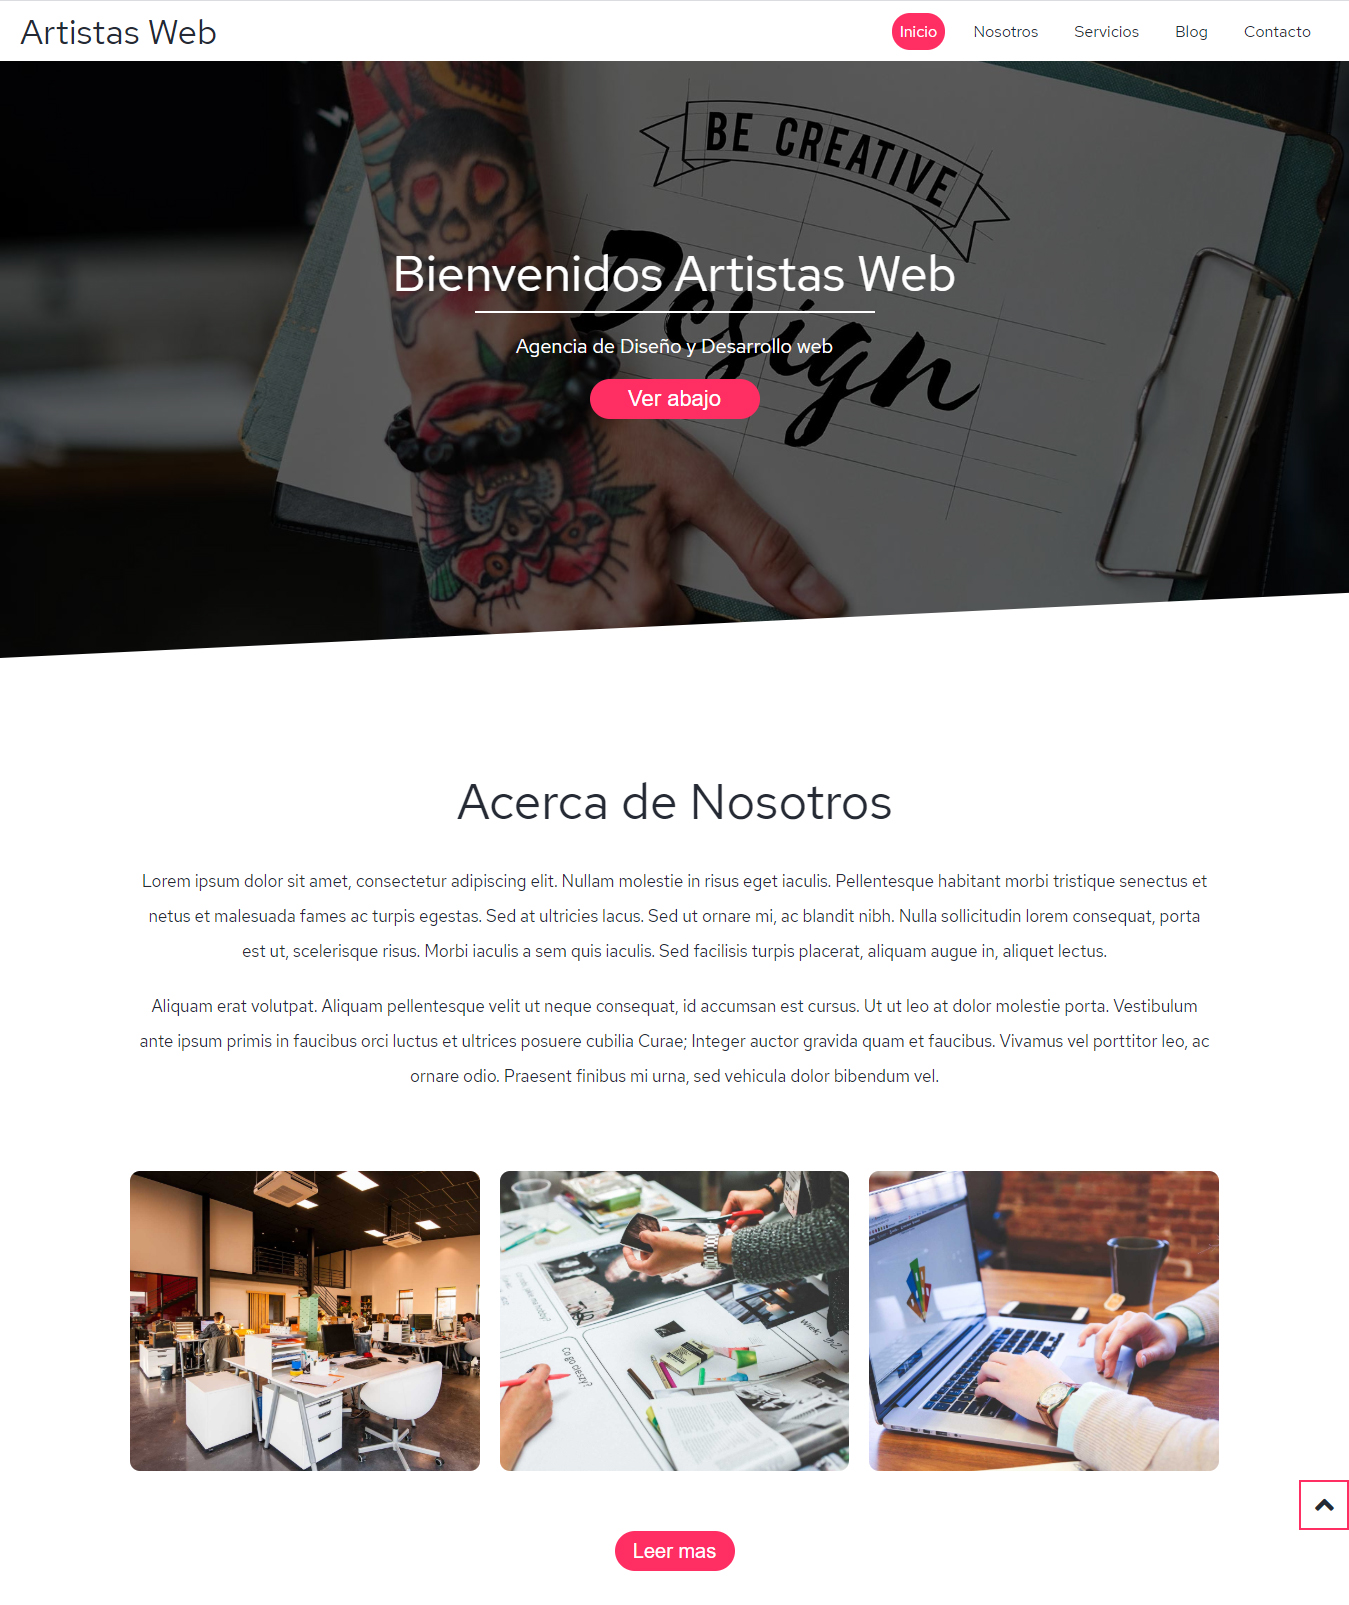 Artistas Web
Inicio Nosotros Servicios Blog Contacto
BE CREATIVE
Design
Bienvenidos Artistas Web
Agencia de Diseño y Desarrollo web
Ver abajo
Acerca de Nosotros
Lorem ipsum dolor sit amet, consectetur adipiscing elit. Nullam molestie in risus eget iaculis. Pellentesque habitant morbi tristique senectus et
netus et malesuada fames ac turpis egestas. Sed at ultricies lacus. Sed ut ornare mi, ac blandit nibh. Nulla sollicitudin lorem consequat, porta
est ut, scelerisque risus. Morbi iaculis a sem quis iaculis. Sed facilisis turpis placerat, aliquam augue in, aliquet lectus.
Aliquam erat volutpat. Aliquam pellentesque velit ut neque consequat, id accumsan est cursus. Ut ut leo at dolor molestie porta. Vestibulum
ante ipsum primis in faucibus orci luctus et ultrices posuere cubilia Curae; Integer auctor gravida quam et faucibus. Vivamus vel porttitor leo, ac
ornare odio. Praesent finibus mi urna, sed vehicula dolor bibendum vel.
Co go cieszy?
Leer mas